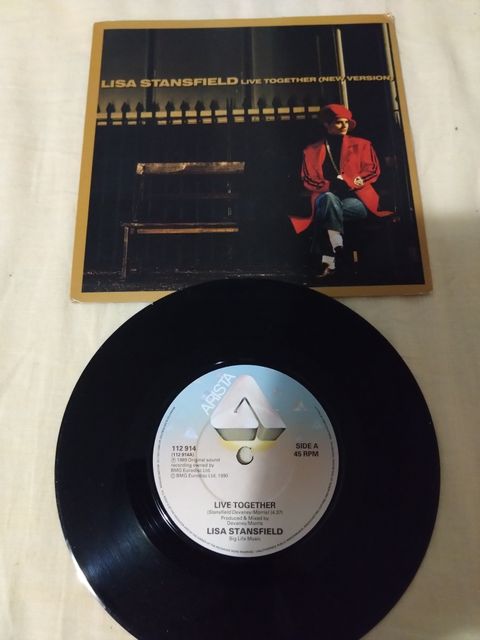 LISA STANSFIELD LIVE TOGETHER (NEW VERSION)
ARISTA
112 914
(112 914A)
SIDE A
45 RPM
℗ 1989 Original sound
recording owned by
BMG Eurodisc Ltd.
© BMG Eurodisc Ltd. 1990
LIVE TOGETHER
(Stansfield/Devaney/Morris) (4.37)
Produced & Mixed by
Devaney/Morris
LISA STANSFIELD
Big Life Music